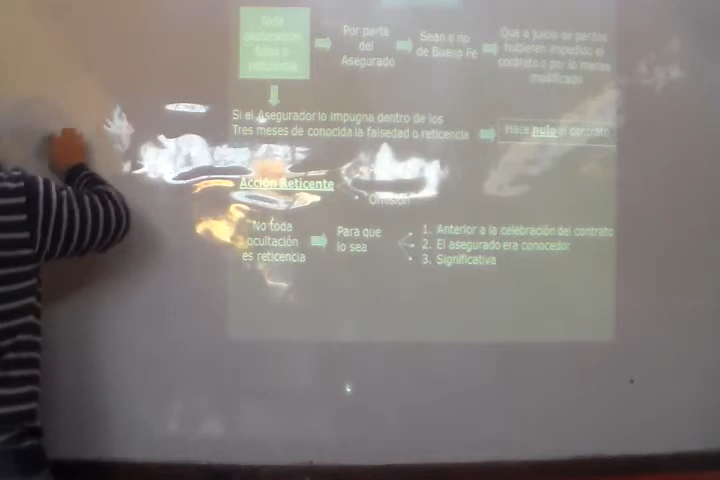 Toda
declaración
falsa o
reticencia
Por parte
del
Asegurado
Sean o no
de Buena Fe
Que a juicio de peritos
hubieren impedido el
contrato o por lo menos
modificado
Si el Asegurador lo impugna dentro de los
Tres meses de conocida la falsedad o reticencia
Hace nulo el contrato
Acción Reticente
Omisión
No toda
ocultación
es reticencia
Para que
lo sea
1. Anterior a la celebración del contrato
2. El asegurado era conocedor
3. Significativa